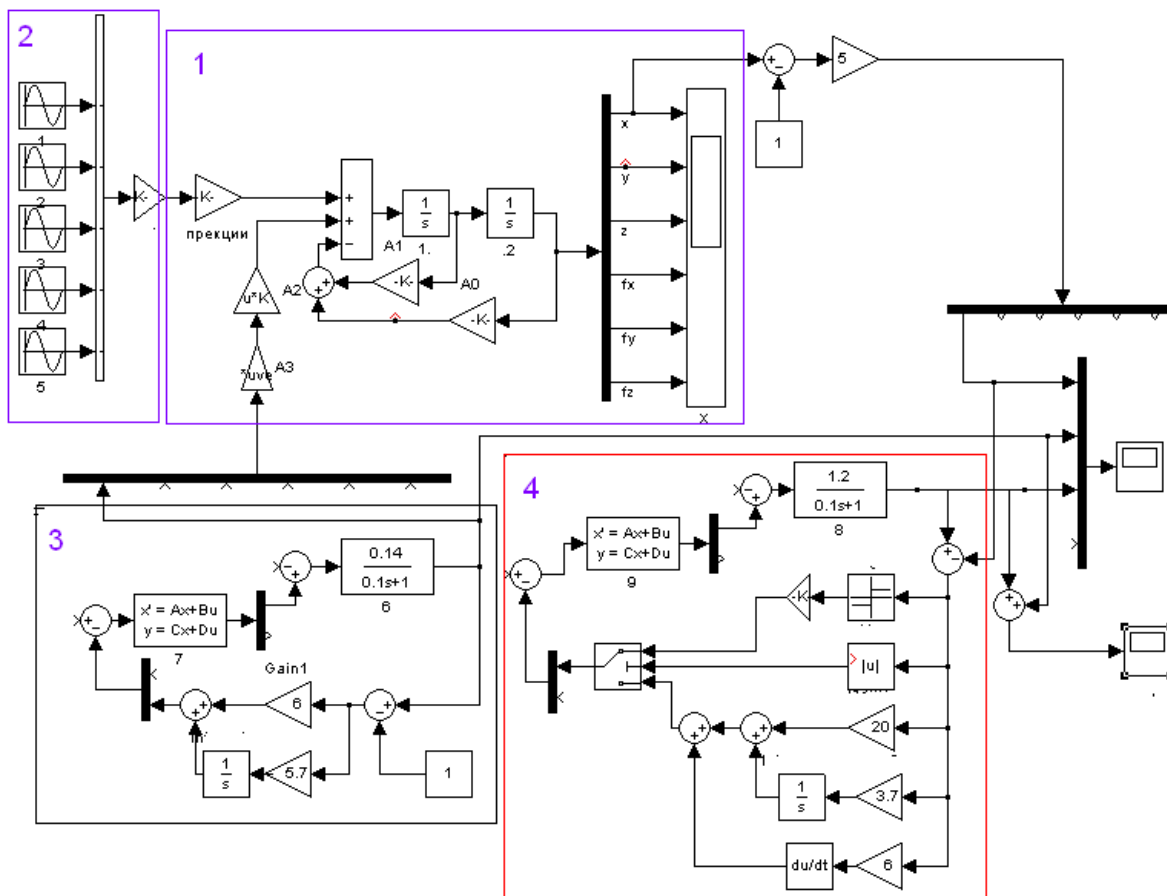 2
1
1
2
3
4
5
K-
K-
прекции
+
+
−
A1
1
s
1.
1
s
.2
A2
-K-
A0
-K-
u*K
*uve
A3
x
y
z
fx
fy
fz
X
+
−
1
5
3
+
−
x' = Ax+Bu
y = Cx+Du
7
−
+
0.14
0.1s+1
6
Gain1
+
+
6
+
−
1
s
5.7
1
4
+
−
x' = Ax+Bu
y = Cx+Du
9
−
+
1.2
0.1s+1
8
+
−
+
+
-K-
|u|
+
+
+
+
20
1
s
3.7
du/dt
6